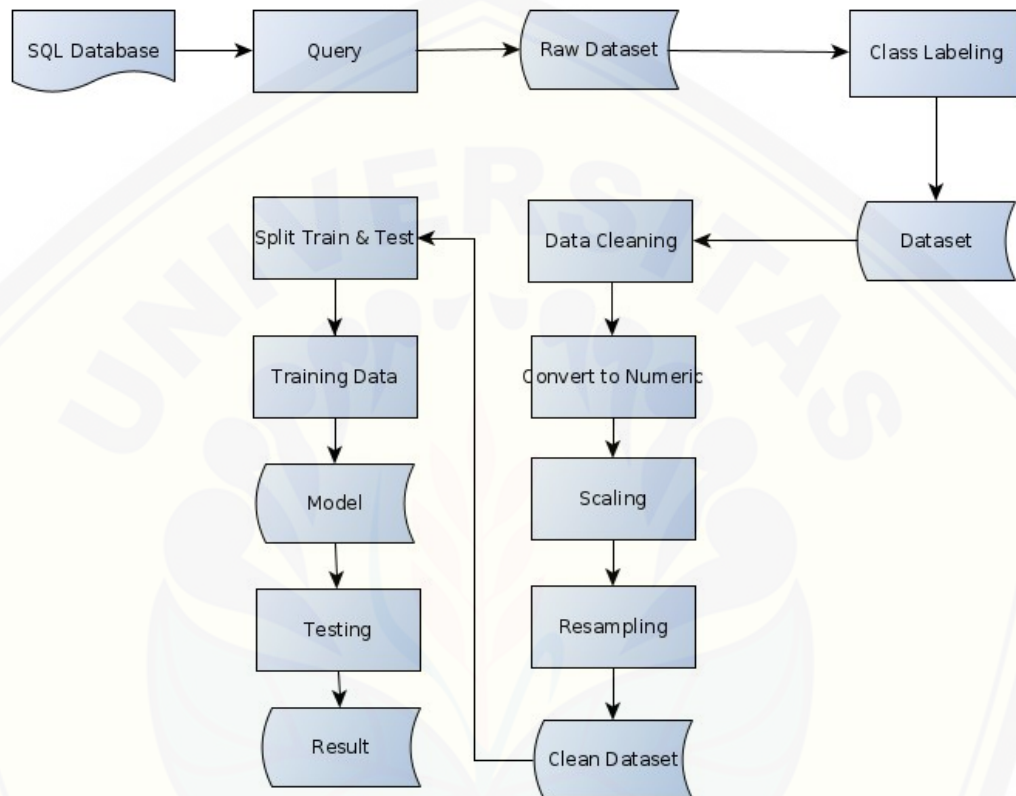 SQL Database
Query
Raw Dataset
Class Labeling
Dataset
Data Cleaning
Convert to Numeric
Scaling
Resampling
Clean Dataset
Split Train & Test
Training Data
Model
Testing
Result
UNIVERSITAS